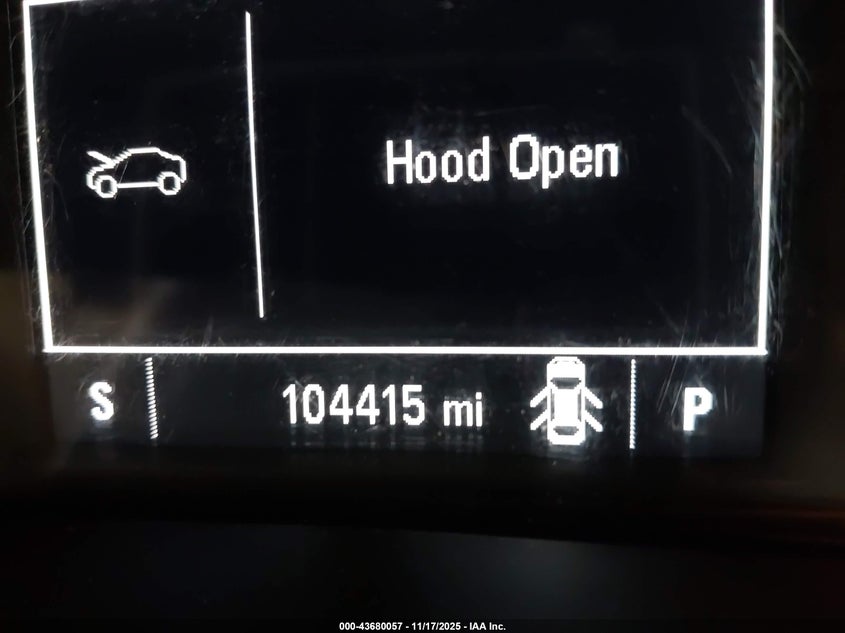 Hood Open
S 104415 mi P
000-43680057 - 11/17/2025 - IAA Inc.